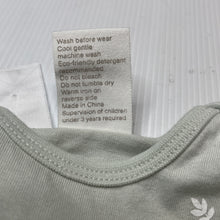 Wash before wear
Cool gentle
machine wash
Eco-friendly detergent
recommended
Do not bleach
Do not tumble dry
Warm iron on
reverse side
Made in China
Supervision of children
under 3 years required